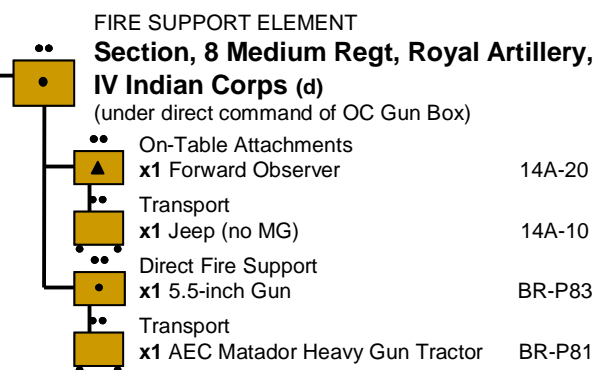 FIRE SUPPORT ELEMENT
Section, 8 Medium Regt, Royal Artillery,
IV Indian Corps (d)
(under direct command of OC Gun Box)
On-Table Attachments
x1 Forward Observer 14A-20
Transport
x1 Jeep (no MG) 14A-10
Direct Fire Support
x1 5.5-inch Gun BR-P83
Transport
x1 AEC Matador Heavy Gun Tractor BR-P81